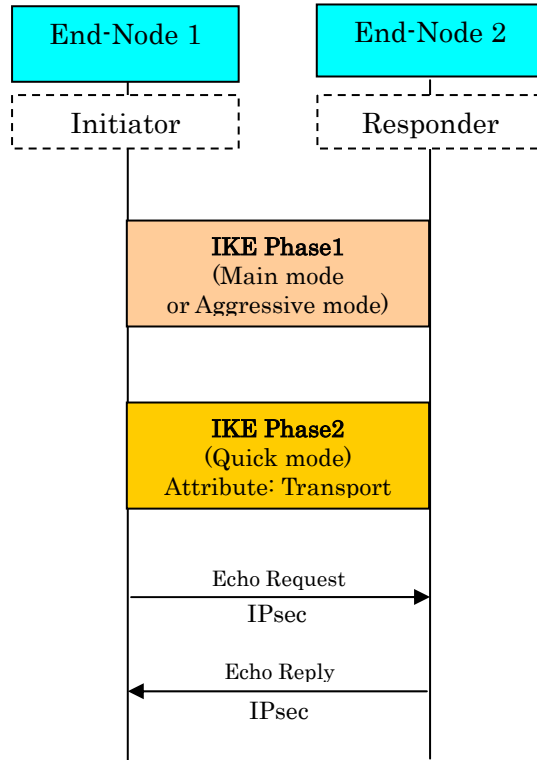 End-Node 1
End-Node 2
Initiator
Responder
IKE Phase1
(Main mode
or Aggressive mode)
IKE Phase2
(Quick mode)
Attribute: Transport
Echo Request
IPsec
Echo Reply
IPsec